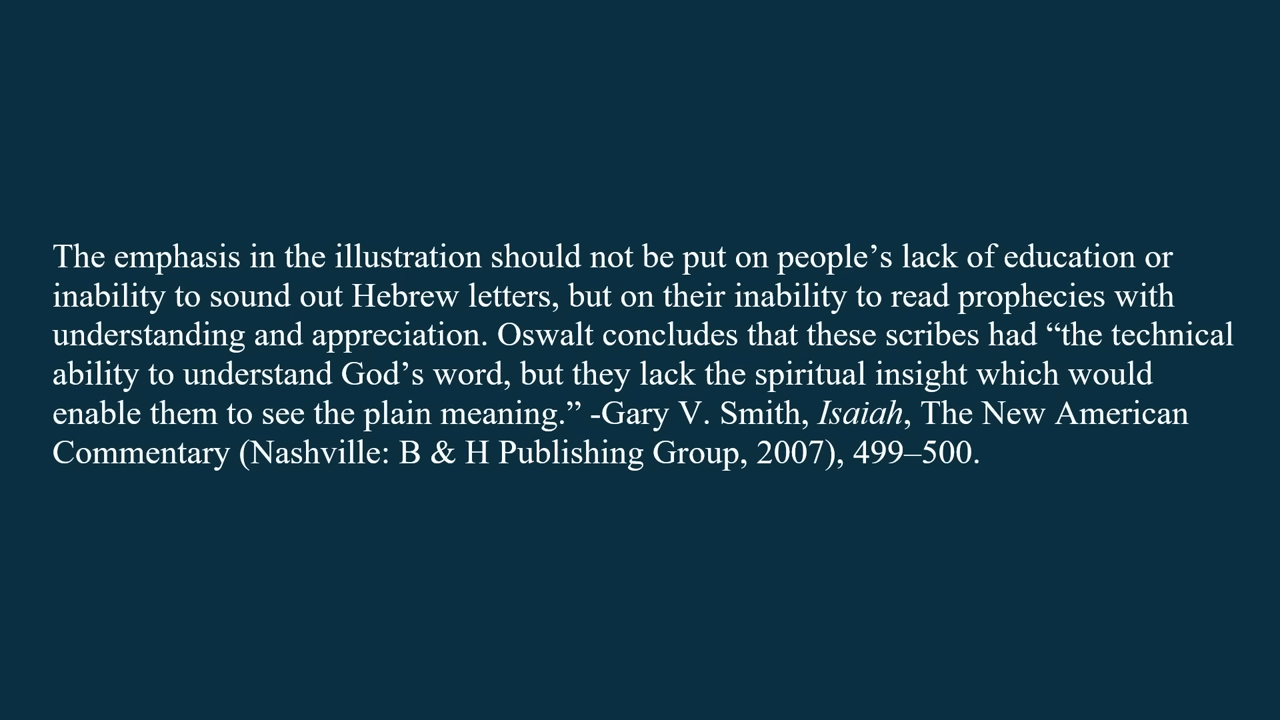 The emphasis in the illustration should not be put on people’s lack of education or
inability to sound out Hebrew letters, but on their inability to read prophecies with
understanding and appreciation. Oswalt concludes that these scribes had “the technical
ability to understand God’s word, but they lack the spiritual insight which would
enable them to see the plain meaning.” -Gary V. Smith, Isaiah, The New American
Commentary (Nashville: B & H Publishing Group, 2007), 499–500.